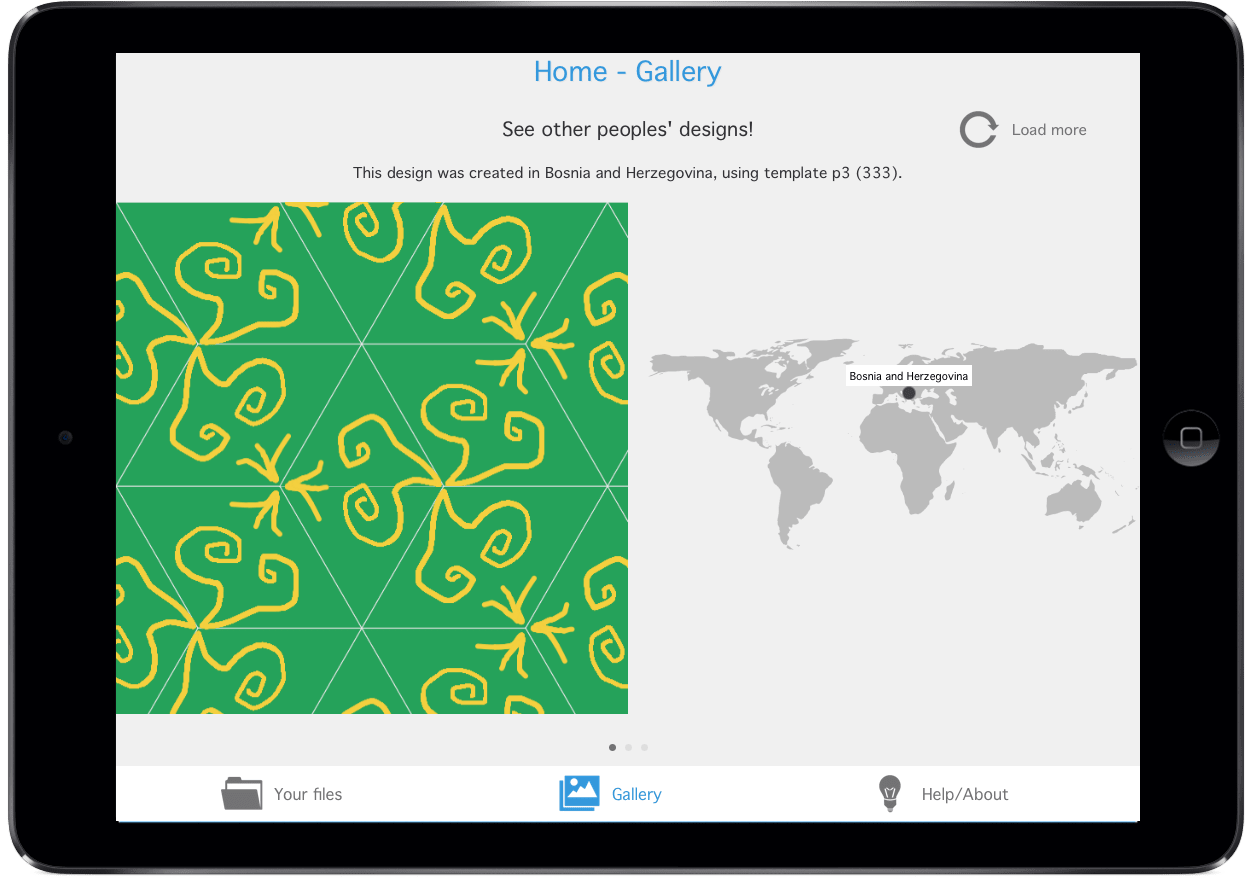 Home - Gallery
See other peoples' designs!
Load more
This design was created in Bosnia and Herzegovina, using template p3 (333).
Bosnia and Herzegovina
Your files
Gallery
Help/About